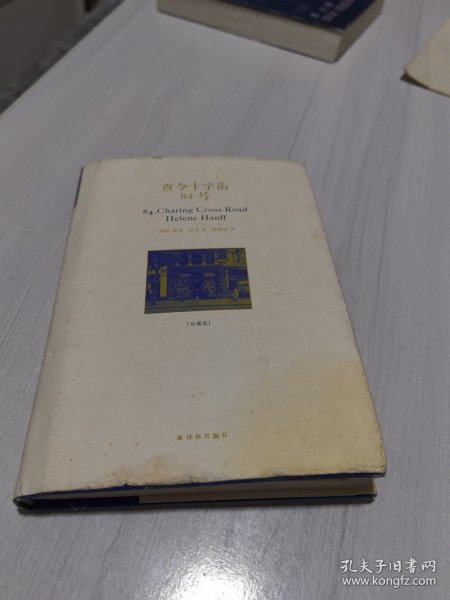 查令十字街
84号
84, Charing Cross Road
Helene Hanff
[珍藏版]
译林出版社
孔夫子旧书网
www.kongfz.com